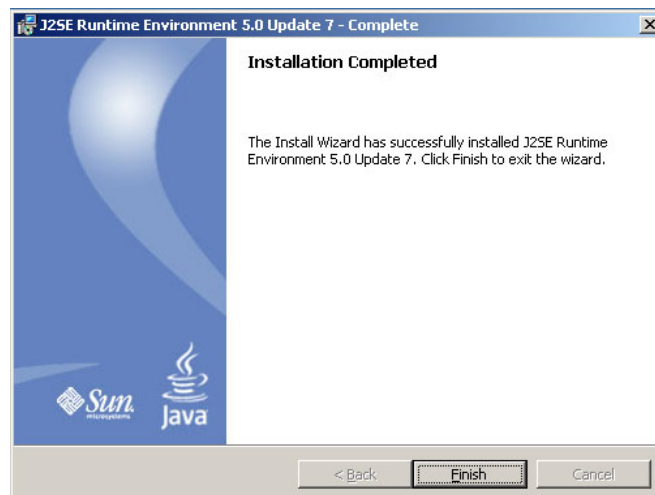 J2SE Runtime Environment 5.0 Update 7 - Complete
Installation Completed
The Install Wizard has successfully installed J2SE Runtime
Environment 5.0 Update 7. Click Finish to exit the wizard.
Sun
microsystems
Java
< Back
Finish
Cancel